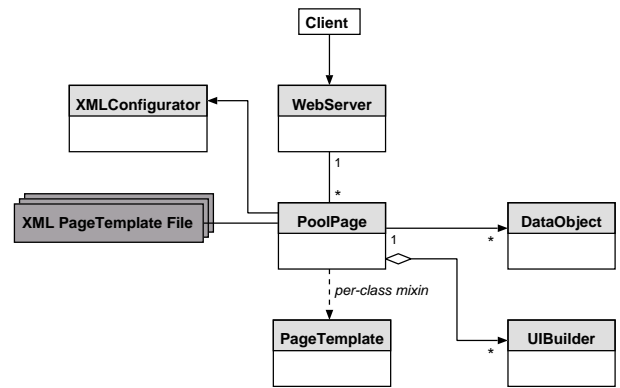 Client
XMLConfigurator
WebServer
1
*
XML PageTemplate File
PoolPage
DataObject
1
*
per-class mixin
PageTemplate
UIBuilder
*